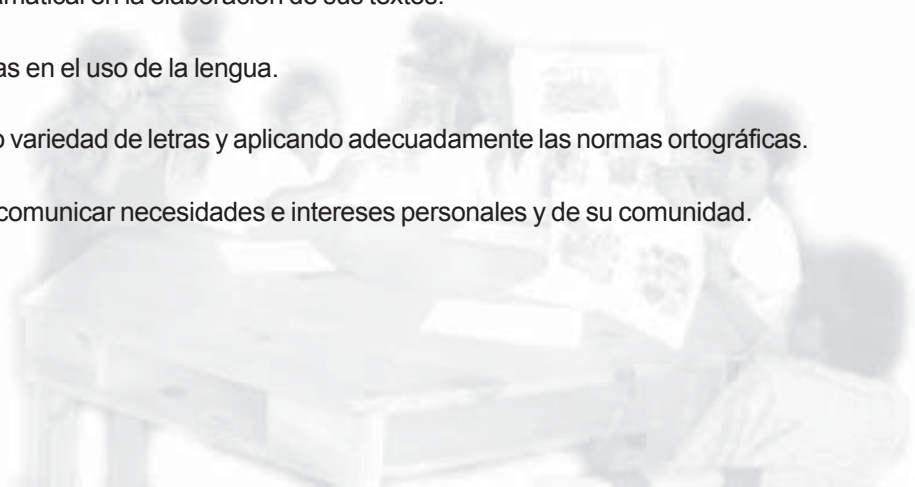 en la elaboración de sus textos.
en el uso de la lengua.
variedad de letras y aplicando adecuadamente las normas ortográficas.
comunicar necesidades e intereses personales y de su comunidad.